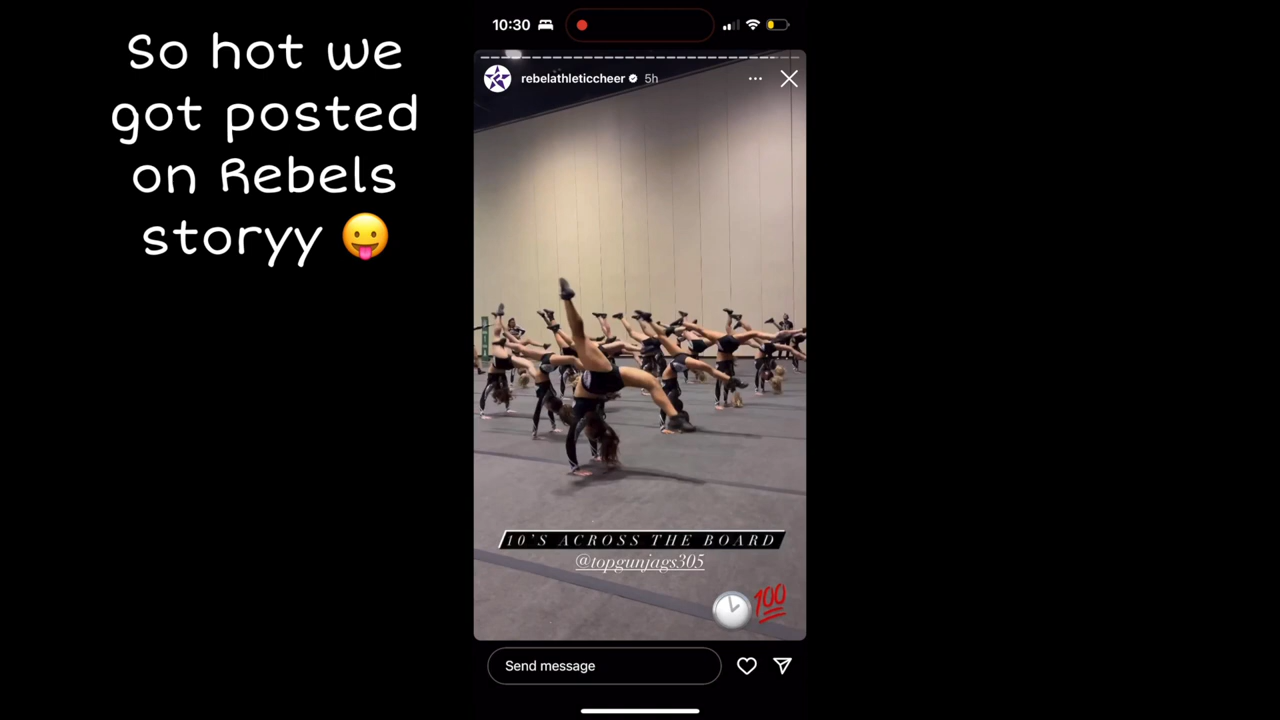 So hot we
got posted
on Rebels
storyy 😛
10:30
rebelathleticcheer 5h
10'S ACROSS THE BOARD
@topgunjags305
💯
Send message